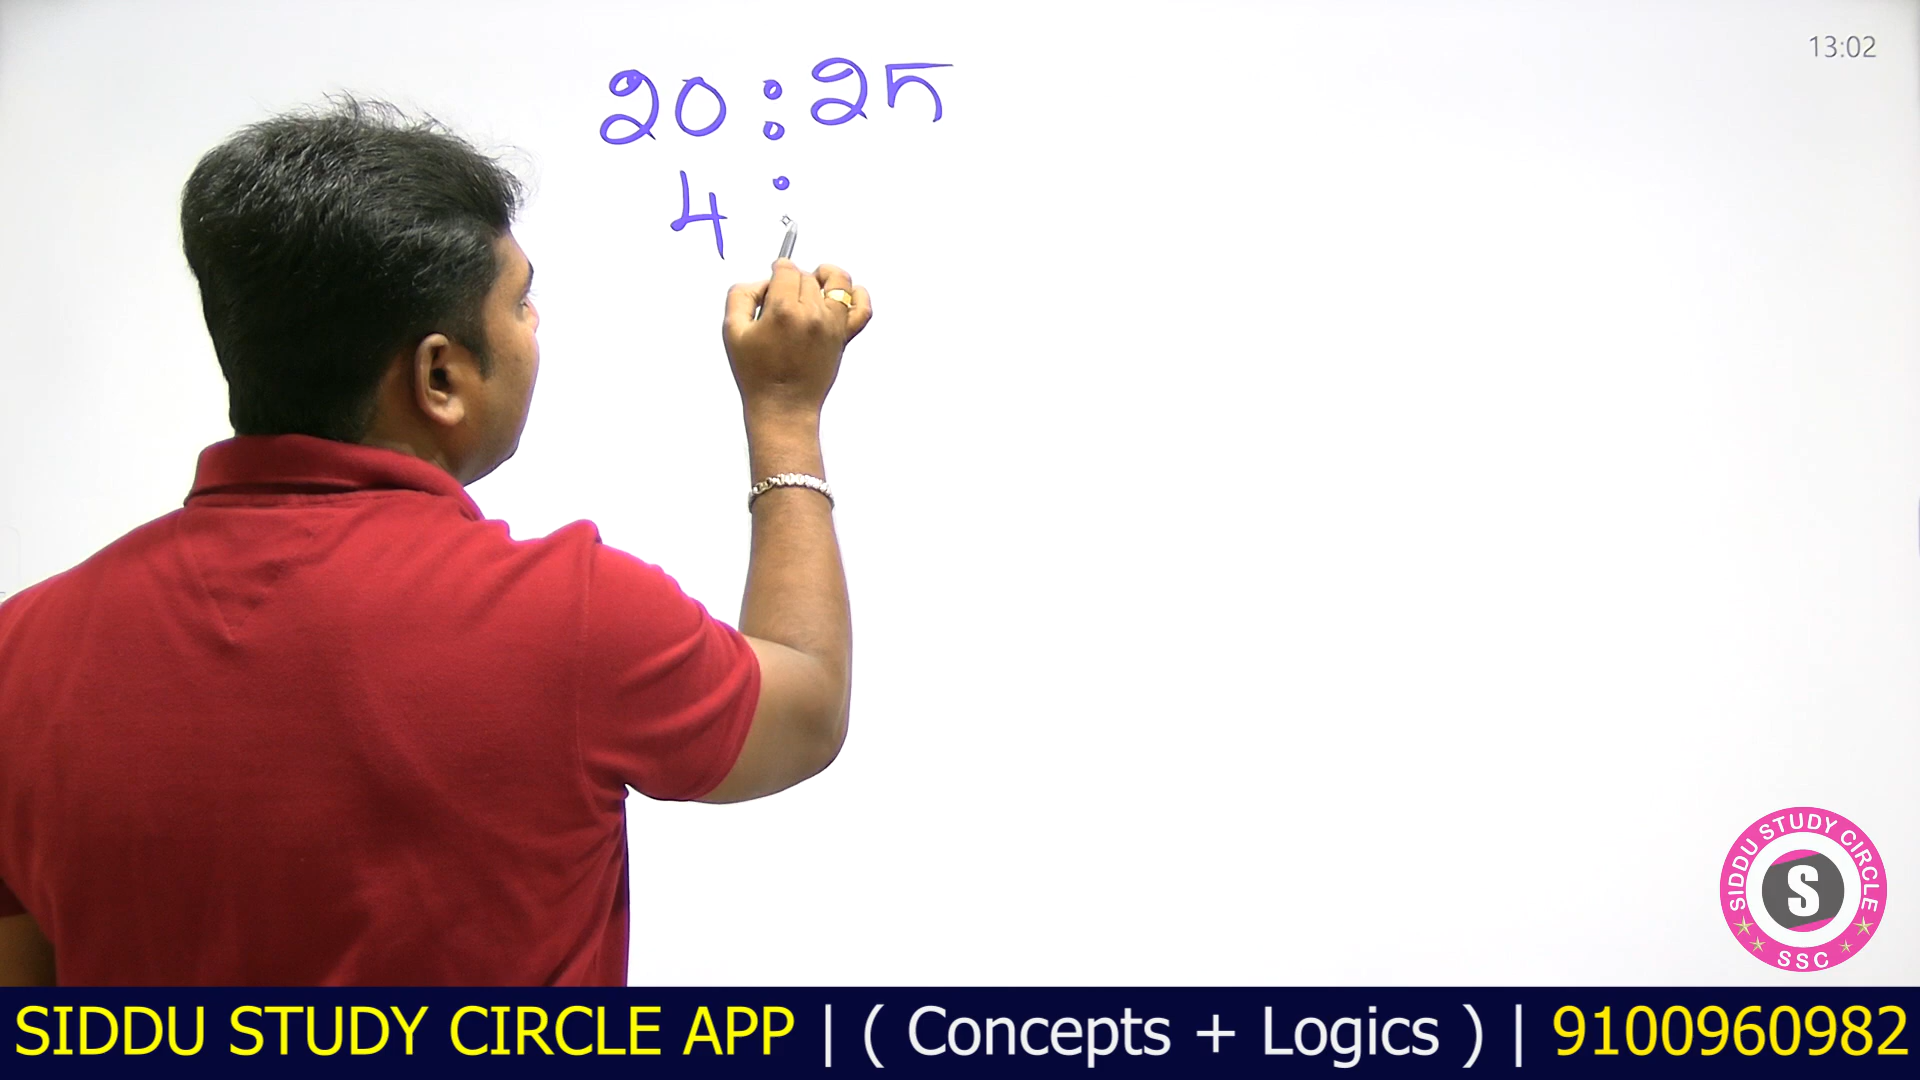 13:02
20 : 25
4 :
SIDDU STUDY CIRCLE
S
SSC
SIDDU STUDY CIRCLE APP | ( Concepts + Logics ) | 9100960982